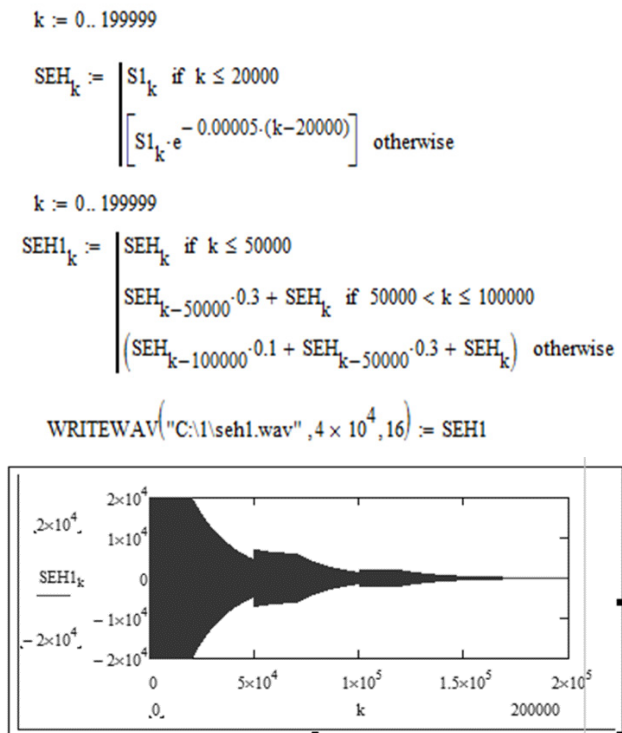 k := 0.. 199999
SEH_k := | S1_k if k ≤ 20000
[S1_k·e^(− 0.00005·(k−20000))] otherwise
k := 0.. 199999
SEH1_k := | SEH_k if k ≤ 50000
SEH_(k−50000)·0.3 + SEH_k if 50000 < k ≤ 100000
(SEH_(k−100000)·0.1 + SEH_(k−50000)·0.3 + SEH_k) otherwise
WRITEWAV("C:\1\seh1.wav" , 4 × 10^4 , 16) := SEH1
2×10^4
2×10^4
1×10^4
SEH1_k
0
− 1×10^4
− 2×10^4
− 2×10^4
0 5×10^4 1×10^5 1.5×10^5 2×10^5
0 k 200000